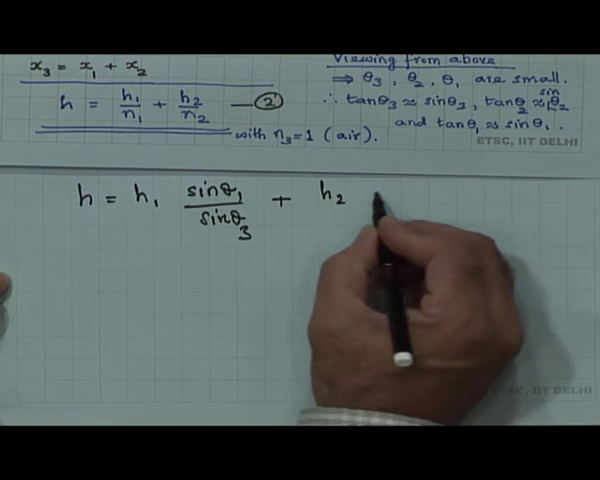 x₃ = x₁ + x₂
h = h₁/n₁ + h₂/n₂ —②
with n₃=1 (air).
Viewing from above
⇒ θ₃, θ₂, θ₁ are small.
∴ tanθ₃ ≈ sinθ₃, tanθ₂ ≈ sinθ₂
and tanθ₁ ≈ sinθ₁.
ETSC, IIT DELHI
h = h₁ sinθ₁/sinθ₃ + h₂
ETSC, IIT DELHI